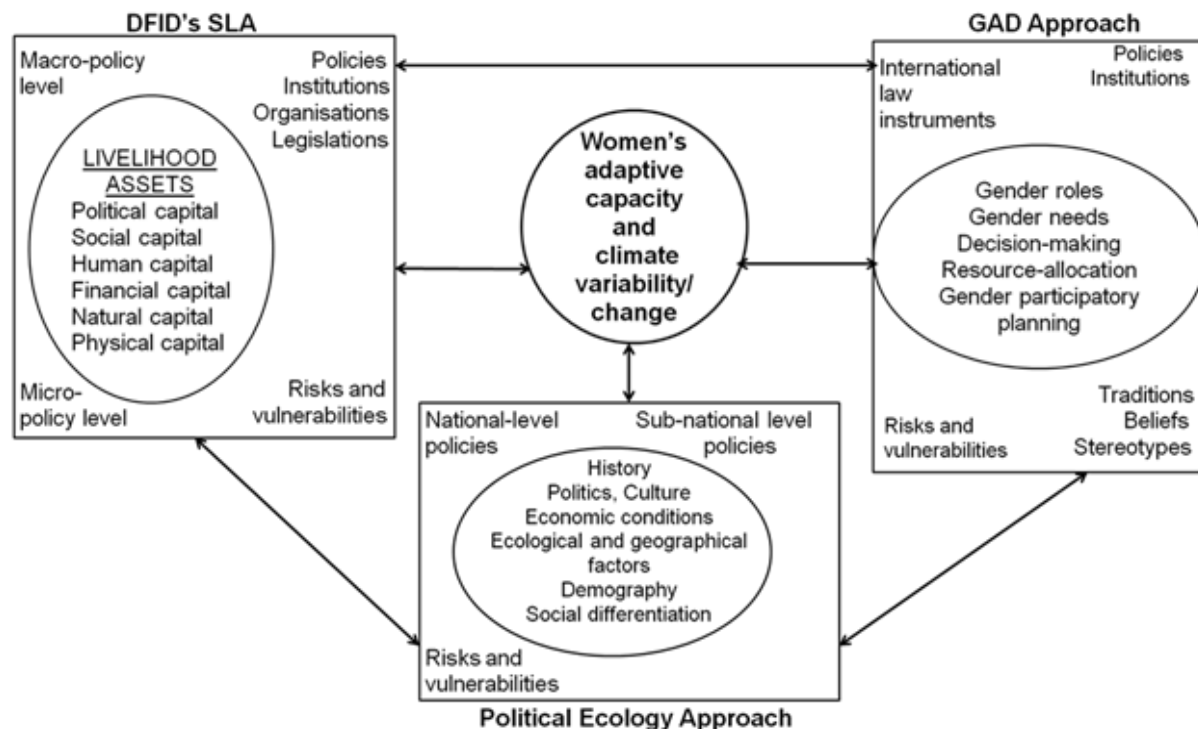 DFID's SLA
Macro-policy
level
Policies
Institutions
Organisations
Legislations
LIVELIHOOD
ASSETS
Political capital
Social capital
Human capital
Financial capital
Natural capital
Physical capital
Micro-
policy level
Risks and
vulnerabilities
Women's
adaptive
capacity
and
climate
variability/
change
GAD Approach
International
law
instruments
Policies
Institutions
Gender roles
Gender needs
Decision-making
Resource-allocation
Gender participatory
planning
Risks and
vulnerabilities
Traditions
Beliefs
Stereotypes
National-level
policies
Sub-national level
policies
History
Politics, Culture
Economic conditions
Ecological and geographical
factors
Demography
Social differentiation
Risks and
vulnerabilities
Political Ecology Approach